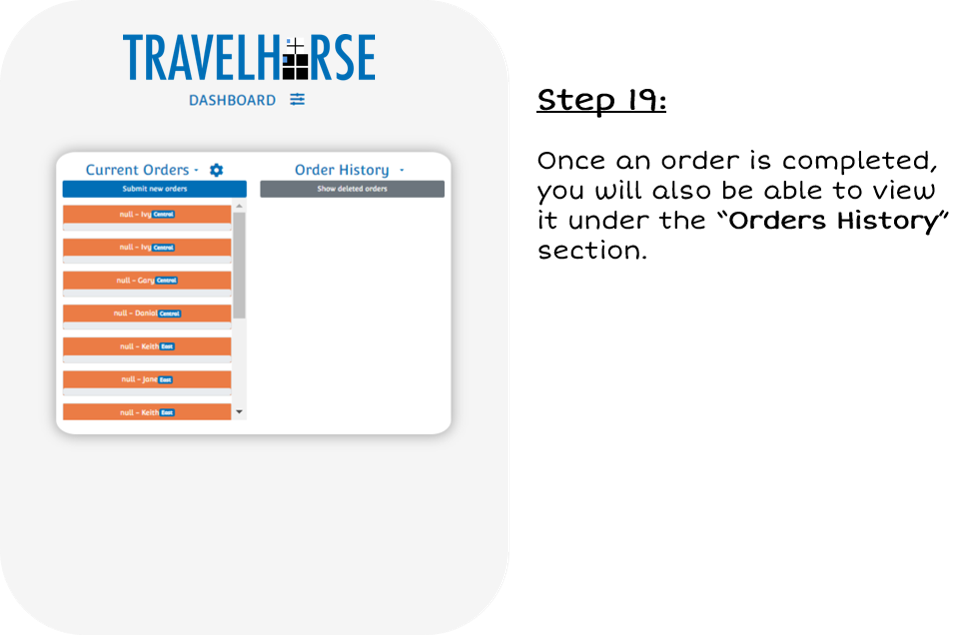 TRAVELHORSE
DASHBOARD
Current Orders -
Submit new orders
null - Ivy Central
null - Ivy Central
null - Gary Central
null - Daniel Central
null - Keith East
null - Jane East
null - Keith East
Order History -
Show deleted orders
Step 19:
Once an order is completed,
you will also be able to view
it under the “Orders History”
section.